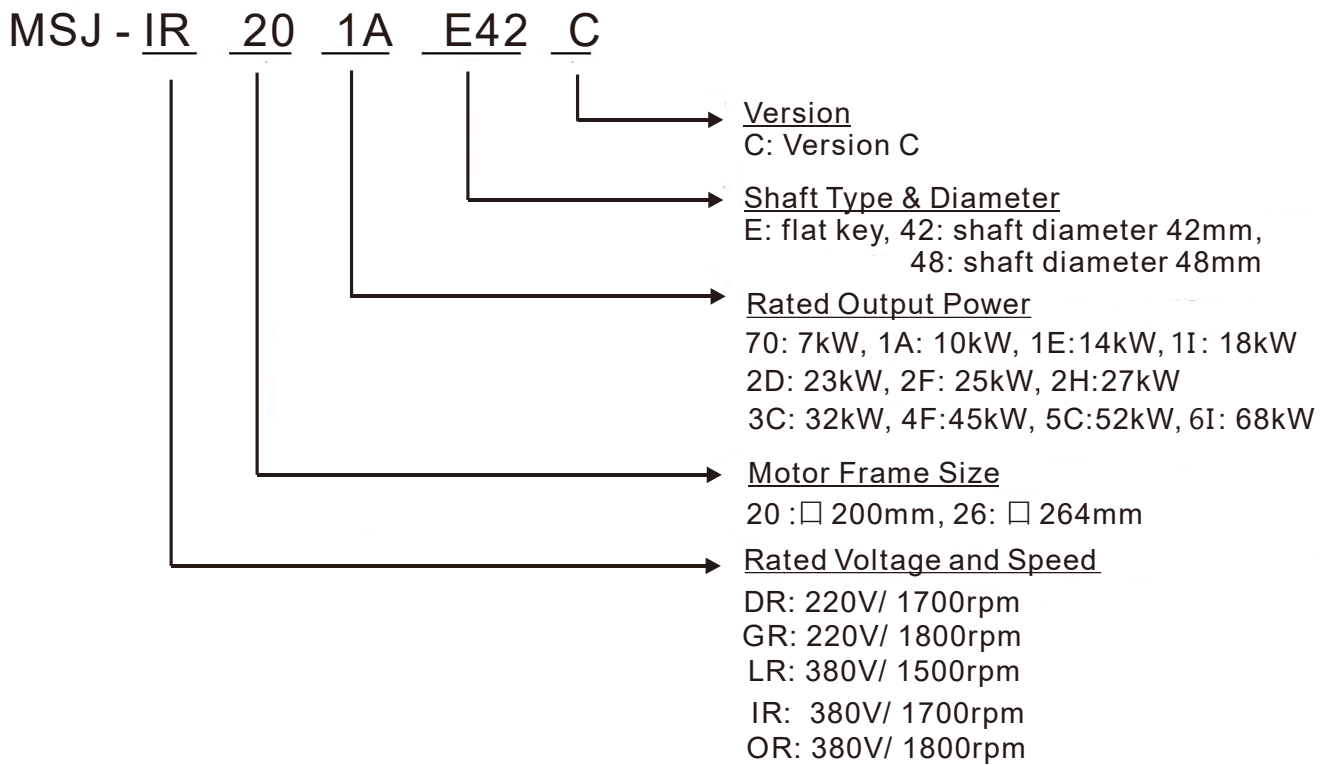 MSJ - IR 20 1A E42 C
Version
C: Version C
Shaft Type & Diameter
E: flat key, 42: shaft diameter 42mm,
48: shaft diameter 48mm
Rated Output Power
70: 7kW, 1A: 10kW, 1E:14kW, 1I: 18kW
2D: 23kW, 2F: 25kW, 2H:27kW
3C: 32kW, 4F:45kW, 5C:52kW, 6I: 68kW
Motor Frame Size
20 :□ 200mm, 26: □ 264mm
Rated Voltage and Speed
DR: 220V/ 1700rpm
GR: 220V/ 1800rpm
LR: 380V/ 1500rpm
IR: 380V/ 1700rpm
OR: 380V/ 1800rpm